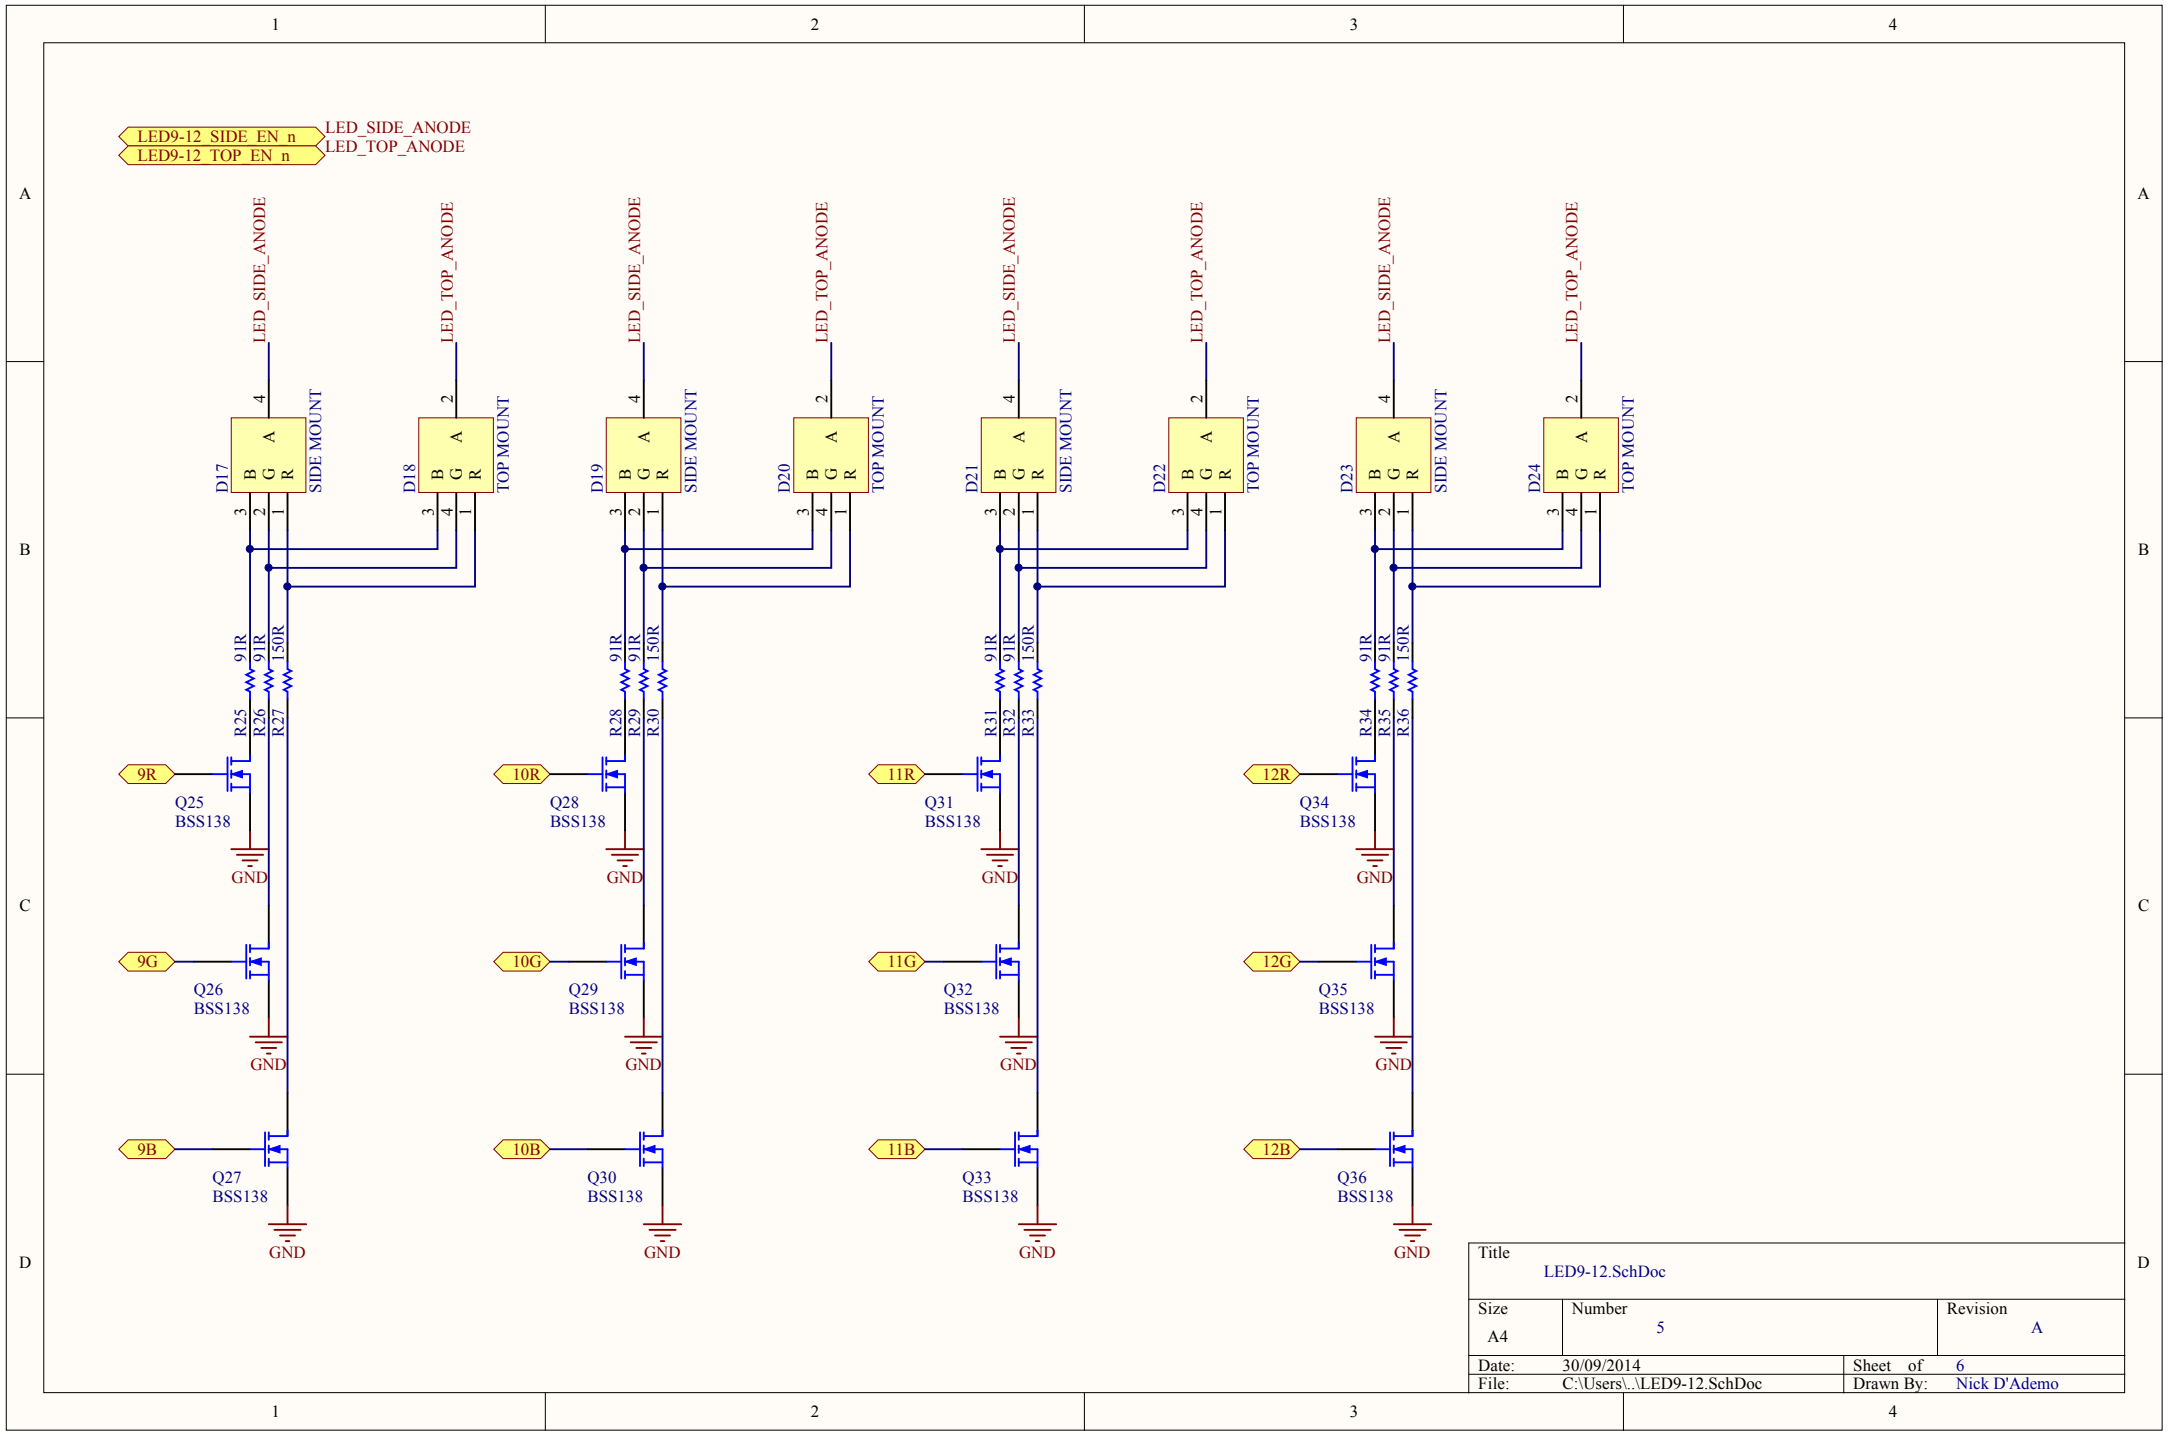 1 2 3 4
LED9-12_SIDE_EN_n LED_SIDE_ANODE
LED9-12_TOP_EN_n LED_TOP_ANODE
A A
LED_SIDE_ANODE LED_TOP_ANODE LED_SIDE_ANODE LED_TOP_ANODE LED_SIDE_ANODE LED_TOP_ANODE LED_SIDE_ANODE LED_TOP_ANODE
4 2 4 2 4 2 4 2
A A A A A A A A
B G R B G R B G R B G R B G R B G R B G R B G R
D17 SIDE MOUNT D18 TOP MOUNT D19 SIDE MOUNT D20 TOP MOUNT D21 SIDE MOUNT D22 TOP MOUNT D23 SIDE MOUNT D24 TOP MOUNT
3 2 1 3 4 1 3 2 1 3 4 1 3 2 1 3 4 1 3 2 1 3 4 1
B B
91R 91R 150R 91R 91R 150R 91R 91R 150R 91R 91R 150R
R25 R26 R27 R28 R29 R30 R31 R32 R33 R34 R35 R36
9R 10R 11R 12R
Q25 Q28 Q31 Q34
BSS138 BSS138 BSS138 BSS138
GND GND GND GND
C C
9G 10G 11G 12G
Q26 Q29 Q32 Q35
BSS138 BSS138 BSS138 BSS138
GND GND GND GND
9B 10B 11B 12B
Q27 Q30 Q33 Q36
BSS138 BSS138 BSS138 BSS138
GND GND GND GND
D D
Title
LED9-12.SchDoc
Size Number Revision
A4 5 A
Date: 30/09/2014 Sheet of 6
File: C:\Users\..\LED9-12.SchDoc Drawn By: Nick D'Ademo
1 2 3 4